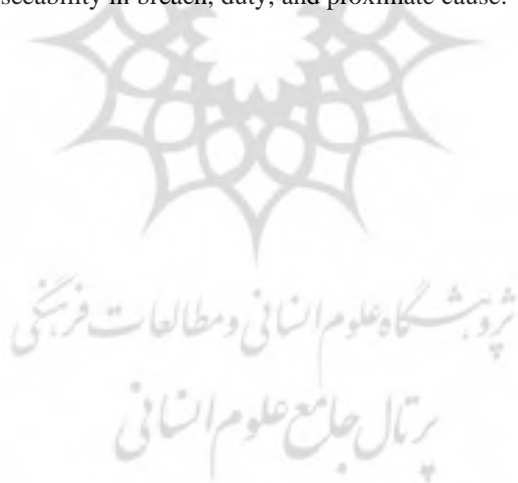 seeability in breach, duty, and proximate cause.
پژوهشگاه علوم انسانی و مطالعات فرهنگی
پرتال جامع علوم انسانی